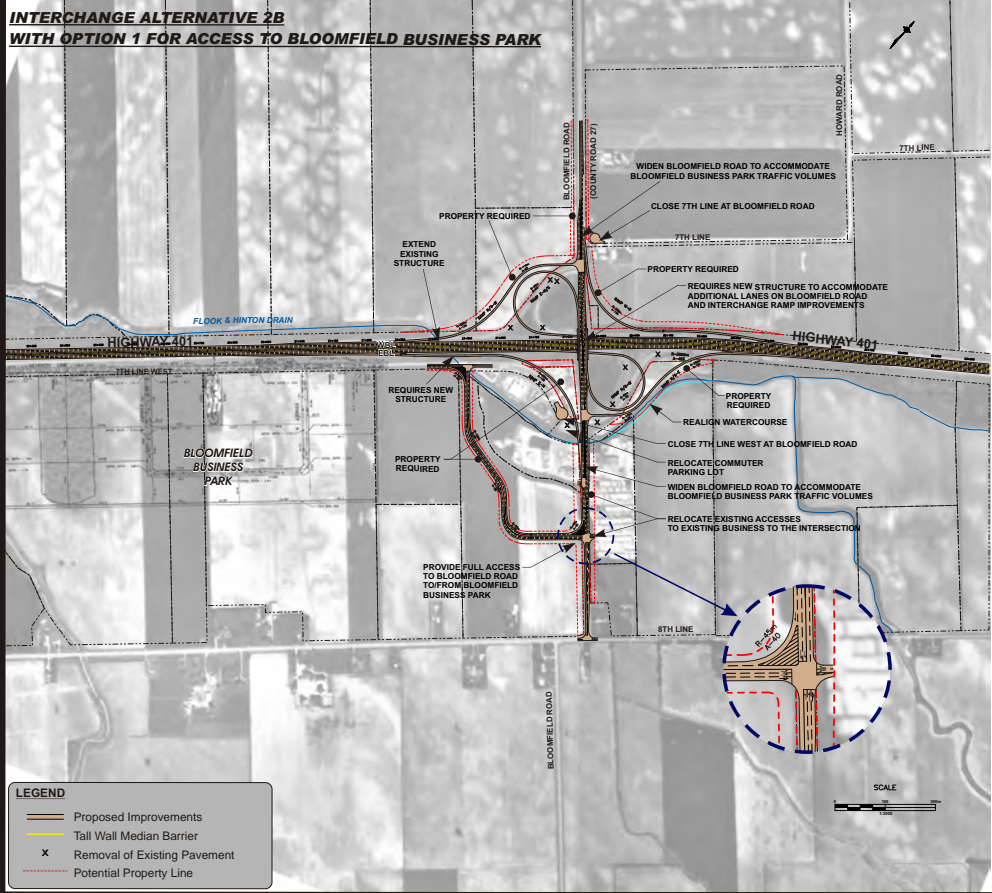 INTERCHANGE ALTERNATIVE 2B
WITH OPTION 1 FOR ACCESS TO BLOOMFIELD BUSINESS PARK
BLOOMFIELD ROAD
(COUNTY ROAD 27)
HOWARD ROAD
7TH LINE
WIDEN BLOOMFIELD ROAD TO ACCOMMODATE
BLOOMFIELD BUSINESS PARK TRAFFIC VOLUMES
CLOSE 7TH LINE AT BLOOMFIELD ROAD
PROPERTY REQUIRED
7TH LINE
EXTEND
EXISTING
STRUCTURE
PROPERTY REQUIRED
REQUIRES NEW STRUCTURE TO ACCOMMODATE
ADDITIONAL LANES ON BLOOMFIELD ROAD
AND INTERCHANGE RAMP IMPROVEMENTS
FLOOK & HINTON DRAIN
HIGHWAY 401
WBL
EBL
HIGHWAY 401
7TH LINE WEST
REQUIRES NEW
STRUCTURE
PROPERTY
REQUIRED
REALIGN WATERCOURSE
CLOSE 7TH LINE WEST AT BLOOMFIELD ROAD
BLOOMFIELD
BUSINESS
PARK
PROPERTY
REQUIRED
RELOCATE COMMUTER
PARKING LOT
WIDEN BLOOMFIELD ROAD TO ACCOMMODATE
BLOOMFIELD BUSINESS PARK TRAFFIC VOLUMES
RELOCATE EXISTING ACCESSES
TO EXISTING BUSINESS TO THE INTERSECTION
PROVIDE FULL ACCESS
TO BLOOMFIELD ROAD
TO/FROM BLOOMFIELD
BUSINESS PARK
8TH LINE
R-45m
A-40
BLOOMFIELD ROAD
SCALE
LEGEND
Proposed Improvements
Tall Wall Median Barrier
x Removal of Existing Pavement
Potential Property Line